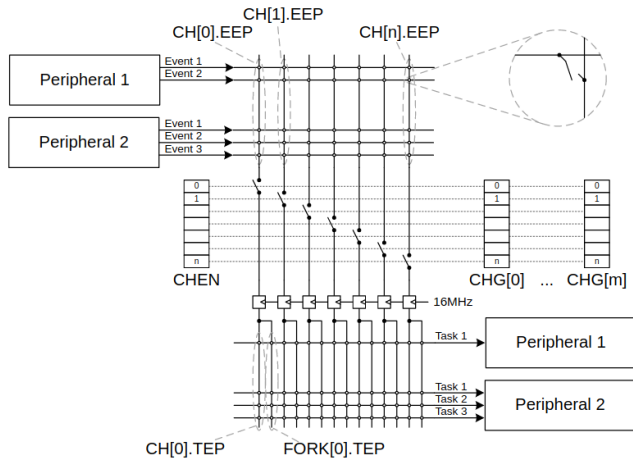 CH[1].EEP
CH[0].EEP
CH[n].EEP
Peripheral 1
Event 1
Event 2
Peripheral 2
Event 1
Event 2
Event 3
0
0
0
1
1
1
n
n
n
CHEN
CHG[0]
...
CHG[m]
16MHz
Task 1
Peripheral 1
Task 1
Task 2
Task 3
Peripheral 2
CH[0].TEP
FORK[0].TEP